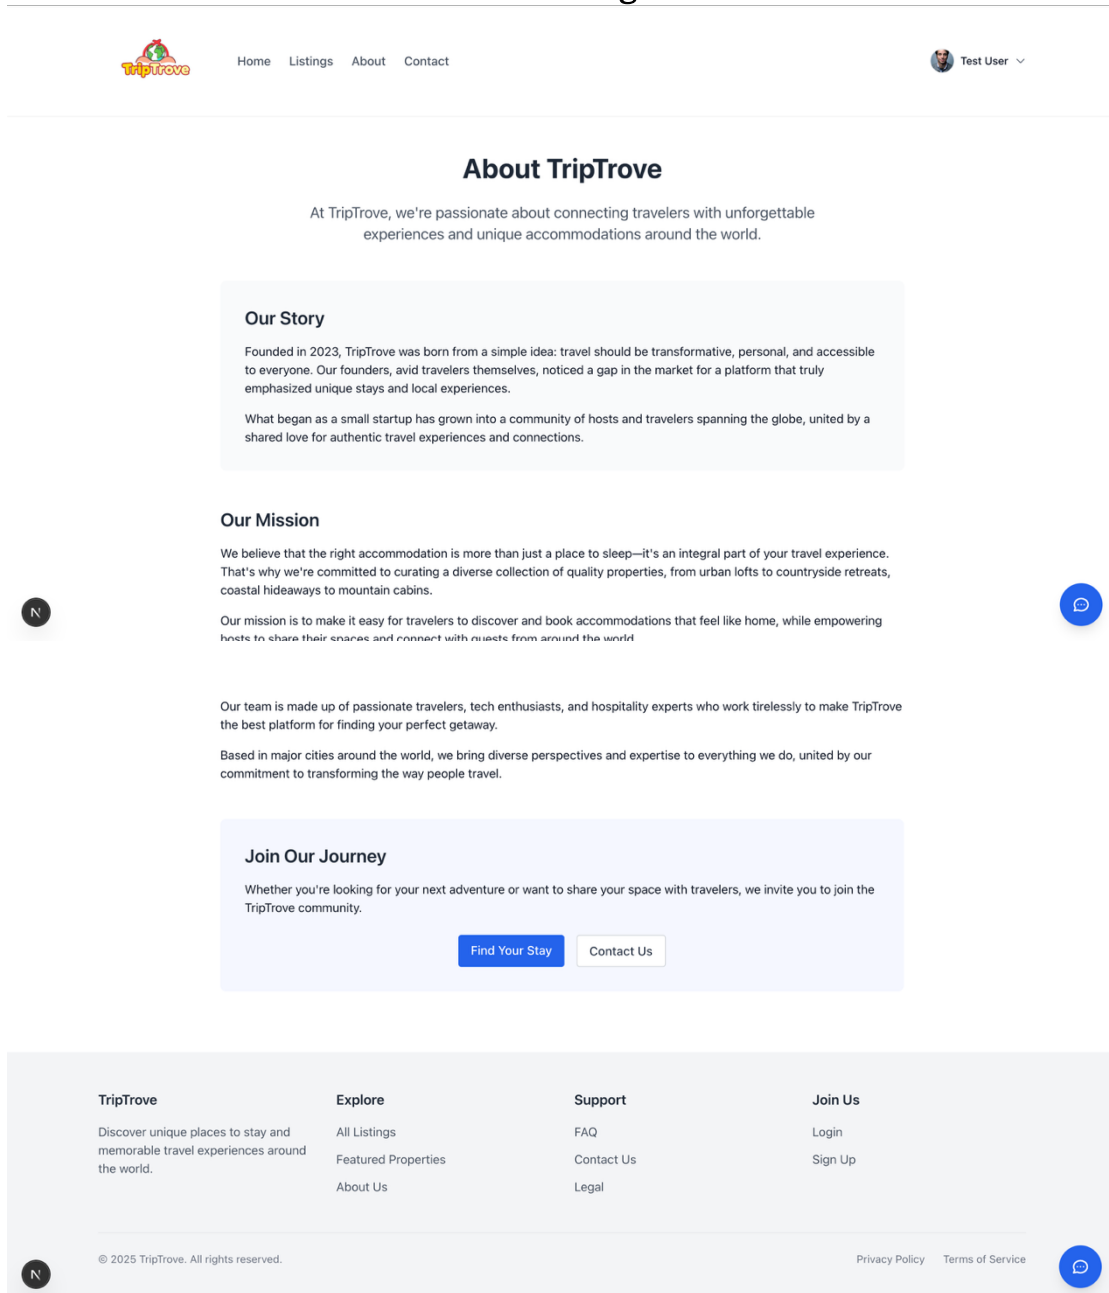 TripTrove
Home Listings About Contact
Test User
About TripTrove
At TripTrove, we're passionate about connecting travelers with unforgettable
experiences and unique accommodations around the world.
Our Story
Founded in 2023, TripTrove was born from a simple idea: travel should be transformative, personal, and accessible
to everyone. Our founders, avid travelers themselves, noticed a gap in the market for a platform that truly
emphasized unique stays and local experiences.
What began as a small startup has grown into a community of hosts and travelers spanning the globe, united by a
shared love for authentic travel experiences and connections.
Our Mission
We believe that the right accommodation is more than just a place to sleep—it's an integral part of your travel experience.
That's why we're committed to curating a diverse collection of quality properties, from urban lofts to countryside retreats,
coastal hideaways to mountain cabins.
N
Our mission is to make it easy for travelers to discover and book accommodations that feel like home, while empowering
hosts to share their spaces and connect with guests from around the world.
Our team is made up of passionate travelers, tech enthusiasts, and hospitality experts who work tirelessly to make TripTrove
the best platform for finding your perfect getaway.
Based in major cities around the world, we bring diverse perspectives and expertise to everything we do, united by our
commitment to transforming the way people travel.
Join Our Journey
Whether you're looking for your next adventure or want to share your space with travelers, we invite you to join the
TripTrove community.
Find Your Stay Contact Us
TripTrove
Discover unique places to stay and
memorable travel experiences around
the world.
Explore
All Listings
Featured Properties
About Us
Support
FAQ
Contact Us
Legal
Join Us
Login
Sign Up
© 2025 TripTrove. All rights reserved.
Privacy Policy Terms of Service
N